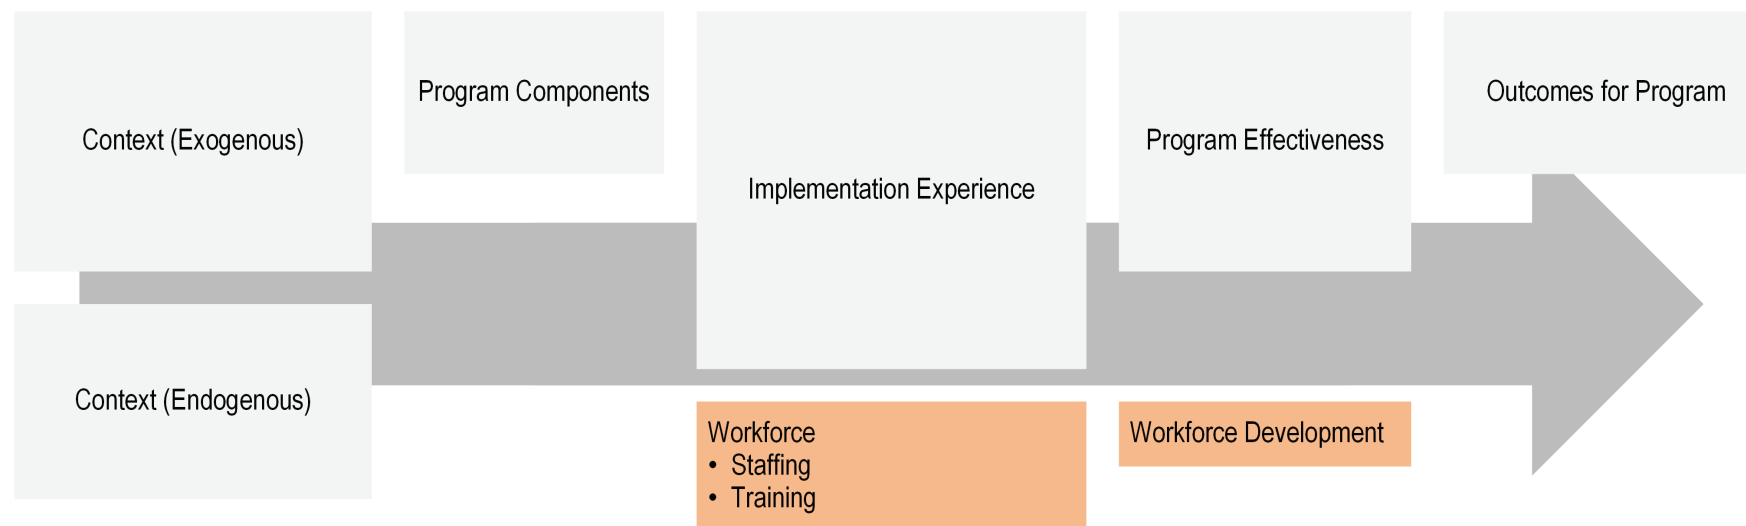 Context (Exogenous)
Context (Endogenous)
Program Components
Implementation Experience
Workforce
• Staffing
• Training
Program Effectiveness
Workforce Development
Outcomes for Program